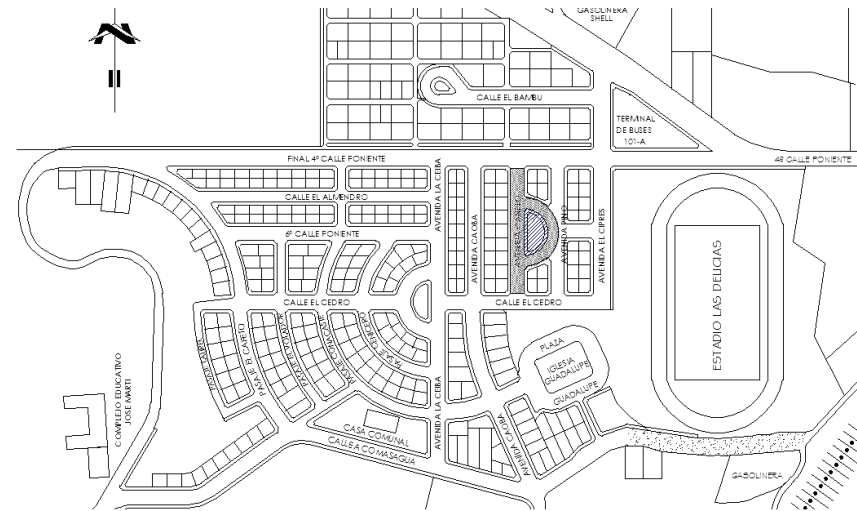 GASOLINERA
SHELL
CALLE EL BAMBU
TERMINAL
DE BUSES
101-A
FINAL 4ª CALLE PONIENTE
48 CALLE PONIENTE
CALLE EL ALMENDRO
AVENIDA LA CEIBA
6ª CALLE PONIENTE
AVENIDA CAOBA
AVENIDA PINO
AVENIDA EL CIPRES
ESTADIO LAS DELICIAS
CALLE EL CEDRO
CALLE EL CEDRO
PASAJE EL CAFETO
PLAZA
IGLESIA
GUADALUPE
GUADALUPE
COMPLEJO EDUCATIVO
JOSE MARTI
AVENIDA LA CEIBA
CASA COMUNAL
CALLE A COMASAGUA
AVENIDA CAOBA
GASOLINERA